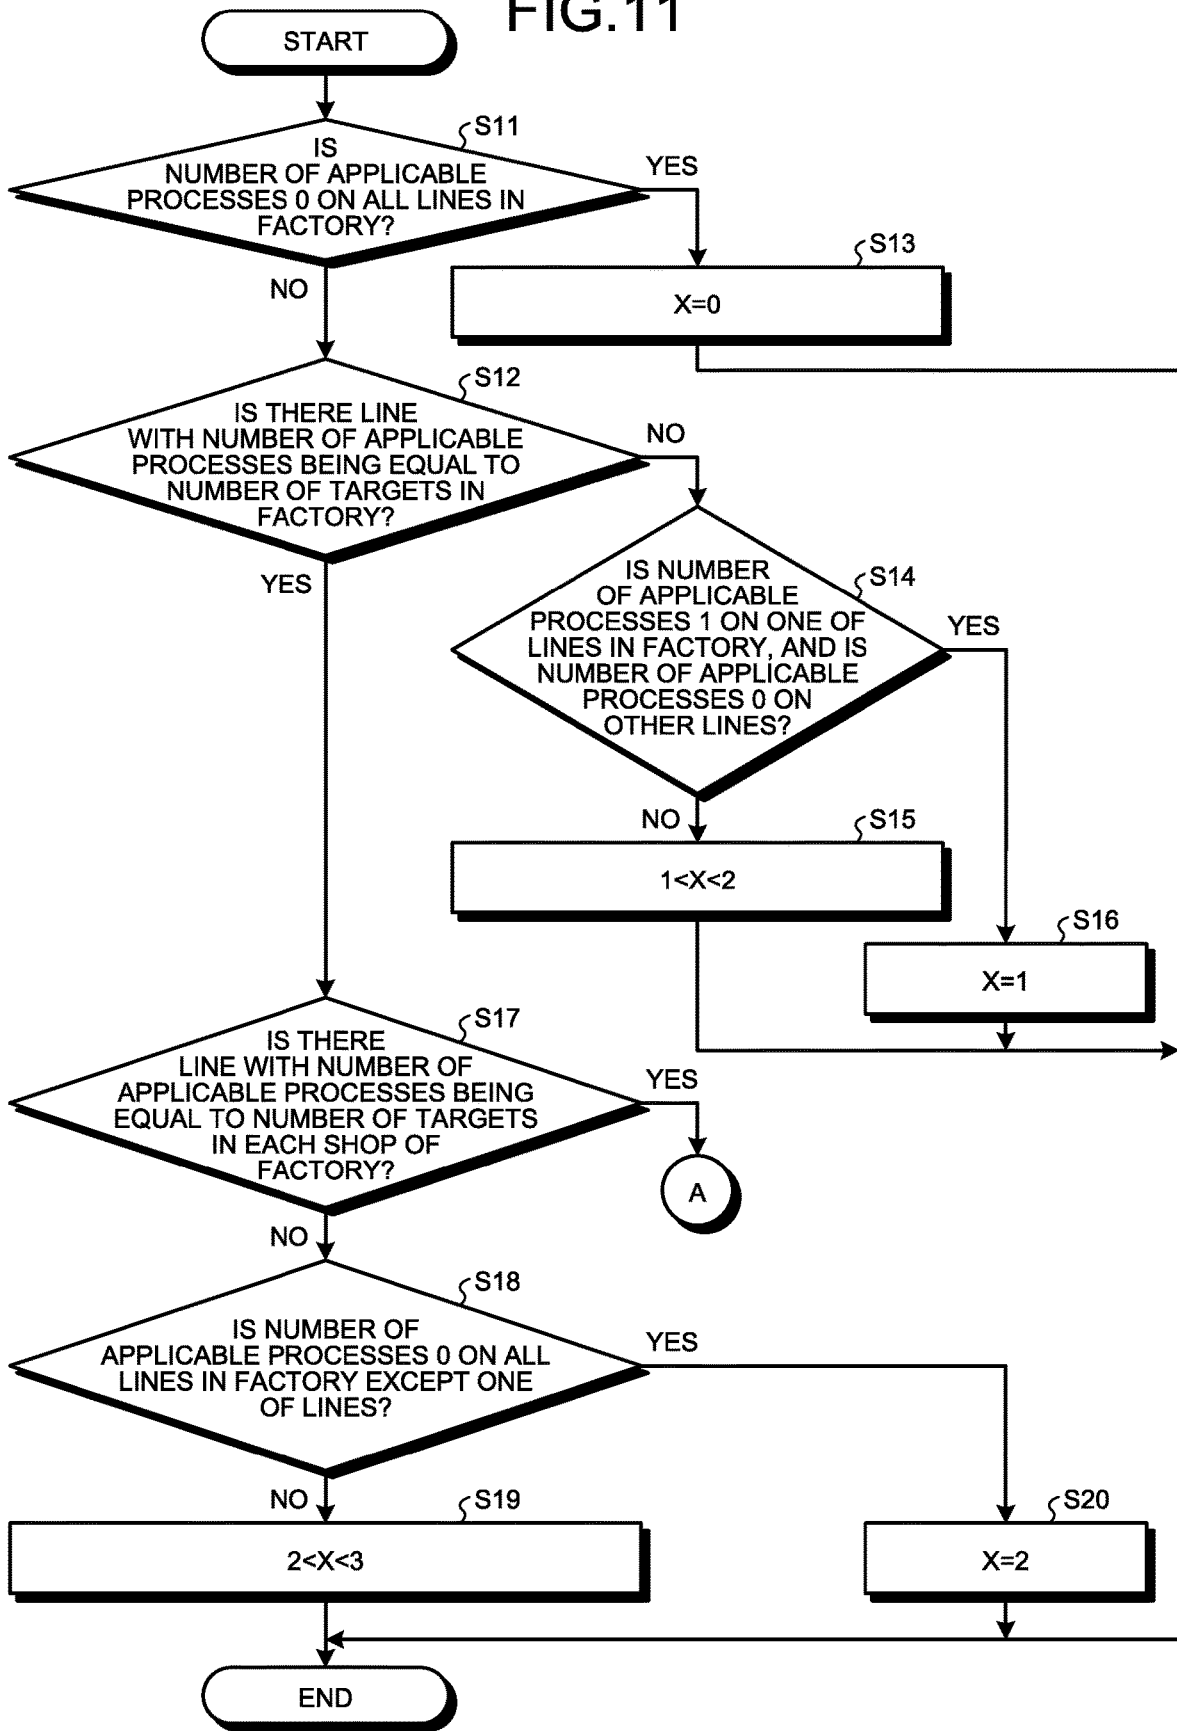 FIG.11
START
S11
IS
NUMBER OF APPLICABLE
PROCESSES 0 ON ALL LINES IN
FACTORY?
YES
NO
S13
X=0
S12
IS THERE LINE
WITH NUMBER OF APPLICABLE
PROCESSES BEING EQUAL TO
NUMBER OF TARGETS IN
FACTORY?
NO
YES
S14
IS NUMBER
OF APPLICABLE
PROCESSES 1 ON ONE OF
LINES IN FACTORY, AND IS
NUMBER OF APPLICABLE
PROCESSES 0 ON
OTHER LINES?
YES
NO
S15
1<X<2
S16
X=1
S17
IS THERE
LINE WITH NUMBER OF
APPLICABLE PROCESSES BEING
EQUAL TO NUMBER OF TARGETS
IN EACH SHOP OF
FACTORY?
YES
A
NO
S18
IS NUMBER OF
APPLICABLE PROCESSES 0 ON ALL
LINES IN FACTORY EXCEPT ONE
OF LINES?
YES
NO
S19
2<X<3
S20
X=2
END